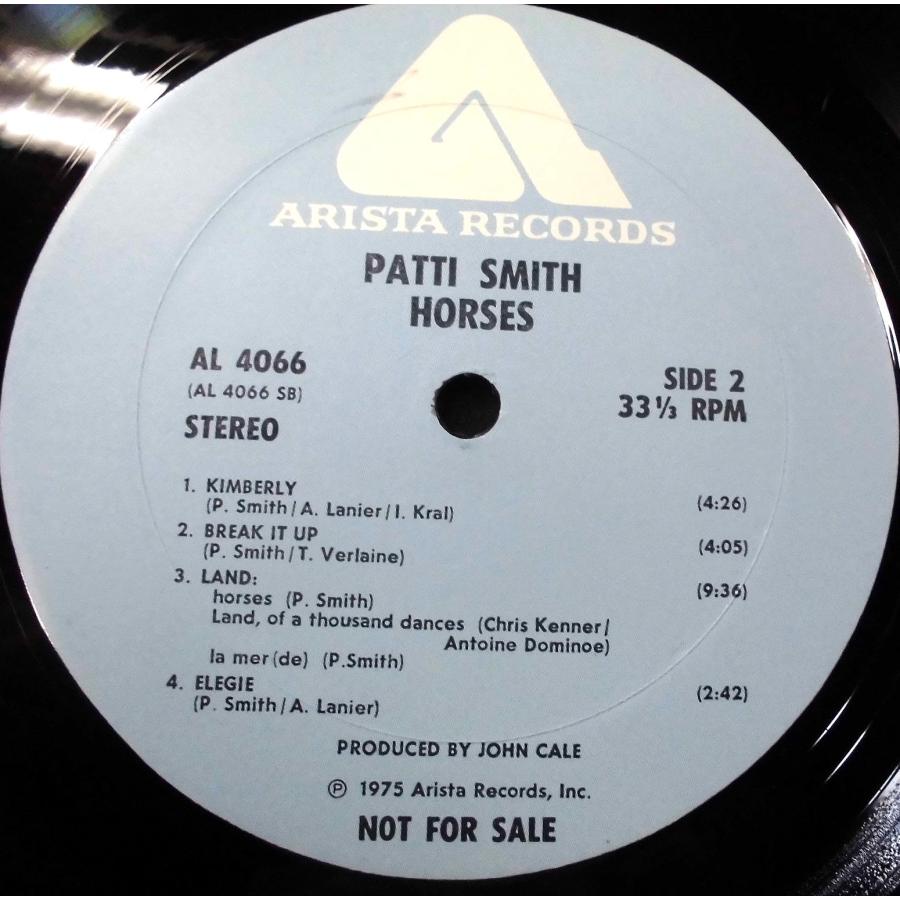 ARISTA RECORDS
PATTI SMITH
HORSES
AL 4066
(AL 4066 SB)
STEREO
SIDE 2
33 1/3 RPM
1. KIMBERLY
(P. Smith/A. Lanier/I. Kral) (4:26)
2. BREAK IT UP
(P. Smith/T. Verlaine) (4:05)
3. LAND: (9:36)
horses (P. Smith)
Land, of a thousand dances (Chris Kenner/
Antoine Dominoe)
la mer(de) (P.Smith)
4. ELEGIE (2:42)
(P. Smith/A. Lanier)
PRODUCED BY JOHN CALE
℗ 1975 Arista Records, Inc.
NOT FOR SALE